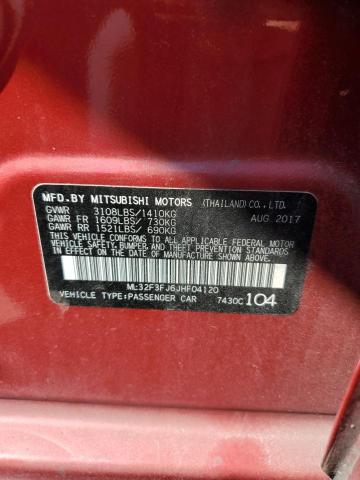 MFD.BY MITSUBISHI MOTORS (THAILAND)CO.,LTD.
GVWR 3108LBS/1410KG
GAWR FR 1609LBS/ 730KG AUG 2017
GAWR RR 1521LBS/ 690KG
THIS VEHICLE CONFORMS TO ALL APPLICABLE FEDERAL MOTOR
VEHICLE SAFETY, BUMPER, AND THEFT PREVENTION STANDARDS
IN EFFECT ON THE DATE OF MANUFACTURE SHOWN ABOVE.
ML32F3FJ6JHF04120
VEHICLE TYPE:PASSENGER CAR 7430C 104